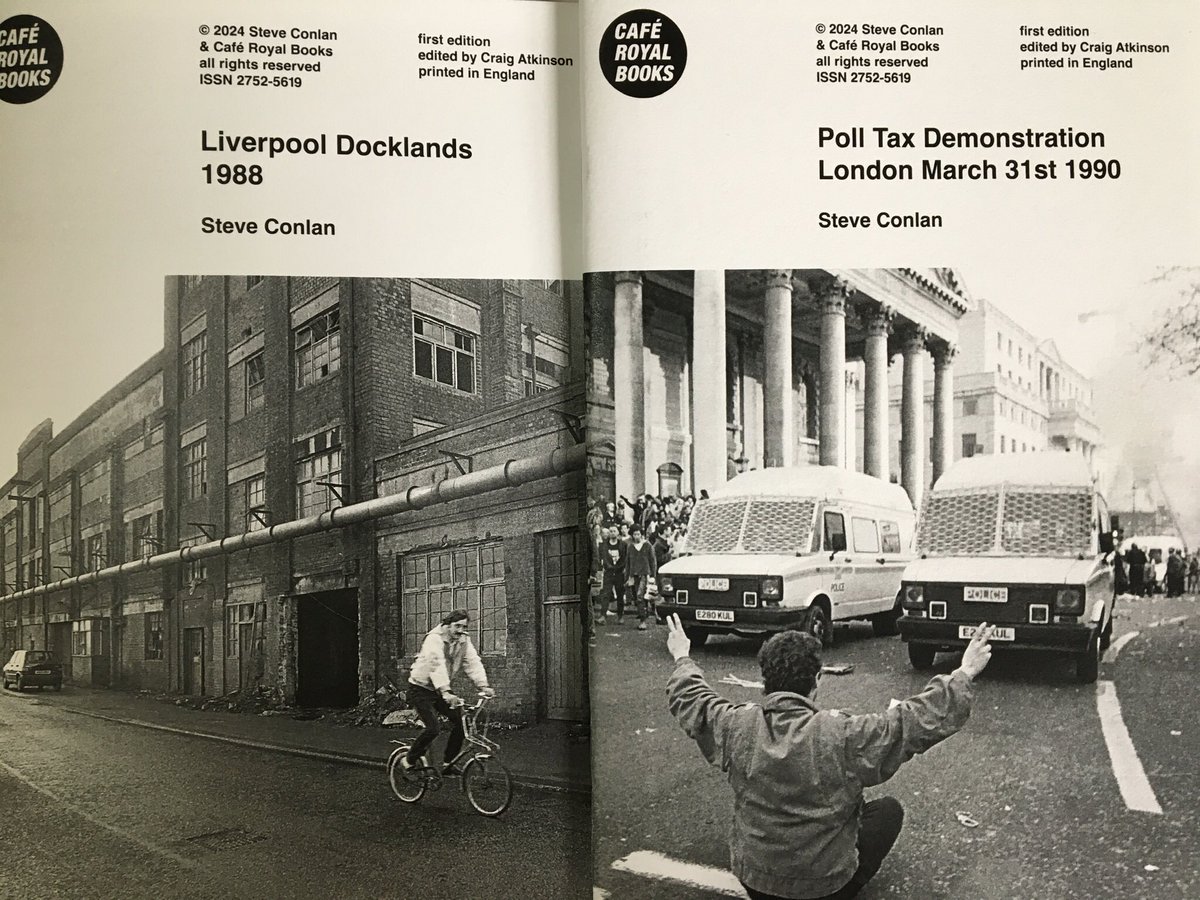 CAFÉ
ROYAL
BOOKS
© 2024 Steve Conlan
& Café Royal Books
all rights reserved
ISSN 2752-5619
first edition
edited by Craig Atkinson
printed in England
Liverpool Docklands
1988
Steve Conlan
CAFÉ
ROYAL
BOOKS
© 2024 Steve Conlan
& Café Royal Books
all rights reserved
ISSN 2752-5619
first edition
edited by Craig Atkinson
printed in England
Poll Tax Demonstration
London March 31st 1990
Steve Conlan
POLICE
E280 KUL
POLICE
POLICE
KUL